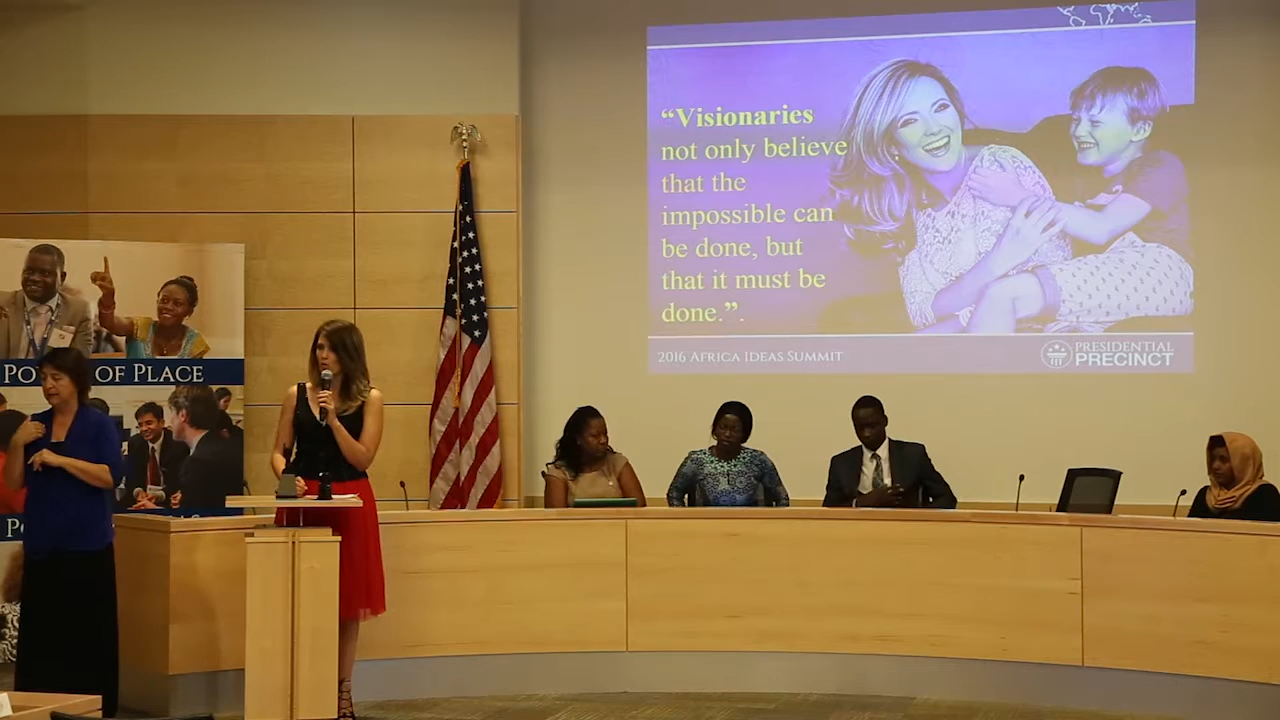 “Visionaries
not only believe
that the
impossible can
be done, but
that it must be
done.”.
2016 AFRICA IDEAS SUMMIT
PRESIDENTIAL
PRECINCT
OF PLACE